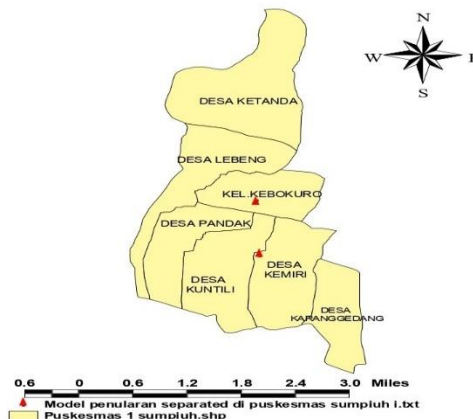 N
W E
S
DESA KETANDA
DESA LEBENG
KEL.KEBOKURO
DESA PANDAK
DESA
KEMIRI
DESA
KUNTILI
DESA
KARANGGEDANG
0.6 0 0.6 1.2 1.8 2.4 3.0 Miles
Model penularan separated di puskesmas sumpiuh i.txt
Puskesmas 1 sumpiuh.shp